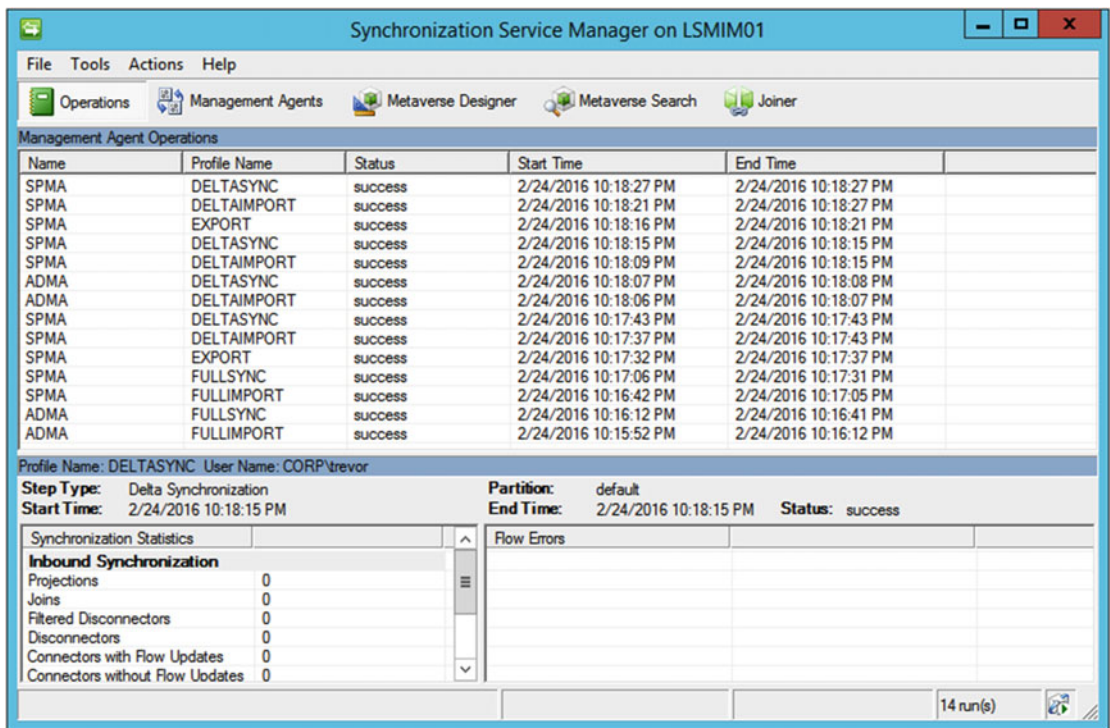 Synchronization Service Manager on LSMIM01
File Tools Actions Help
Operations Management Agents Metaverse Designer Metaverse Search Joiner
Management Agent Operations
Name Profile Name Status Start Time End Time
SPMA DELTASYNC success 2/24/2016 10:18:27 PM 2/24/2016 10:18:27 PM
SPMA DELTAIMPORT success 2/24/2016 10:18:21 PM 2/24/2016 10:18:27 PM
SPMA EXPORT success 2/24/2016 10:18:16 PM 2/24/2016 10:18:21 PM
SPMA DELTASYNC success 2/24/2016 10:18:15 PM 2/24/2016 10:18:15 PM
SPMA DELTAIMPORT success 2/24/2016 10:18:09 PM 2/24/2016 10:18:15 PM
ADMA DELTASYNC success 2/24/2016 10:18:07 PM 2/24/2016 10:18:08 PM
ADMA DELTAIMPORT success 2/24/2016 10:18:06 PM 2/24/2016 10:18:07 PM
SPMA DELTASYNC success 2/24/2016 10:17:43 PM 2/24/2016 10:17:43 PM
SPMA DELTAIMPORT success 2/24/2016 10:17:37 PM 2/24/2016 10:17:43 PM
SPMA EXPORT success 2/24/2016 10:17:32 PM 2/24/2016 10:17:37 PM
SPMA FULLSYNC success 2/24/2016 10:17:06 PM 2/24/2016 10:17:31 PM
SPMA FULLIMPORT success 2/24/2016 10:16:42 PM 2/24/2016 10:17:05 PM
ADMA FULLSYNC success 2/24/2016 10:16:12 PM 2/24/2016 10:16:41 PM
ADMA FULLIMPORT success 2/24/2016 10:15:52 PM 2/24/2016 10:16:12 PM
Profile Name: DELTASYNC User Name: CORP\trevor
Step Type: Delta Synchronization Partition: default
Start Time: 2/24/2016 10:18:15 PM End Time: 2/24/2016 10:18:15 PM Status: success
Synchronization Statistics Flow Errors
Inbound Synchronization
Projections 0
Joins 0
Filtered Disconnectors 0
Disconnectors 0
Connectors with Flow Updates 0
Connectors without Flow Updates 0
14 run(s)